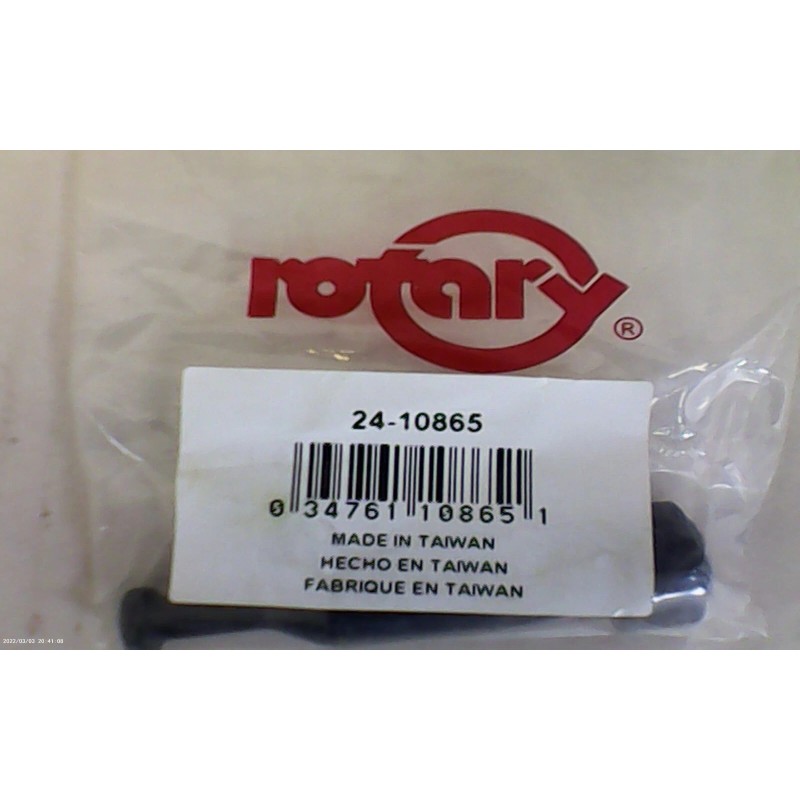 rotary®
24-10865
0 34761 10865 1
MADE IN TAIWAN
HECHO EN TAIWAN
FABRIQUE EN TAIWAN
2022/03/03 20:41:08